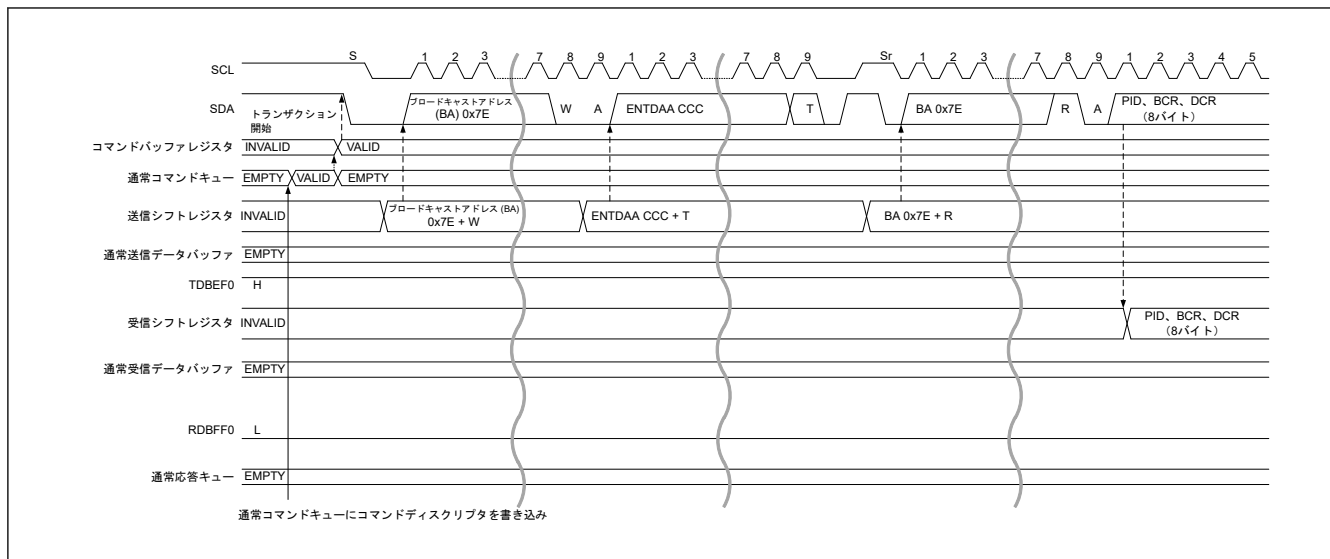 S 1 2 3 7 8 9 1 2 3 7 8 9 Sr 1 2 3 7 8 9 1 2 3 4 5
SCL
SDA トランザクション開始 ブロードキャストアドレス (BA) 0x7E W A ENTDAA CCC T BA 0x7E R A PID、BCR、DCR (8バイト)
コマンドバッファレジスタ INVALID VALID
通常コマンドキュー EMPTY VALID EMPTY
送信シフトレジスタ INVALID ブロードキャストアドレス (BA) 0x7E + W ENTDAA CCC + T BA 0x7E + R
通常送信データバッファ EMPTY
TDBEF0 H
受信シフトレジスタ INVALID PID、BCR、DCR (8バイト)
通常受信データバッファ EMPTY
RDBFF0 L
通常応答キュー EMPTY
通常コマンドキューにコマンドディスクリプタを書き込み